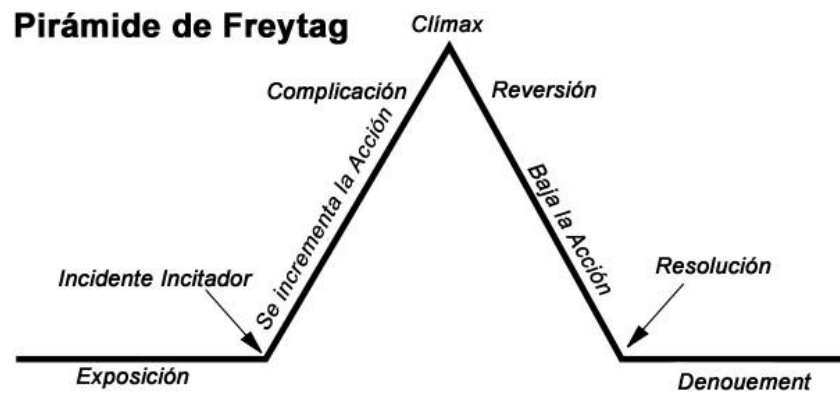 Pirámide de Freytag
Clímax
Complicación
Reversión
Se incrementa la Acción
Baja la Acción
Incidente Incitador
Resolución
Exposición
Denouement